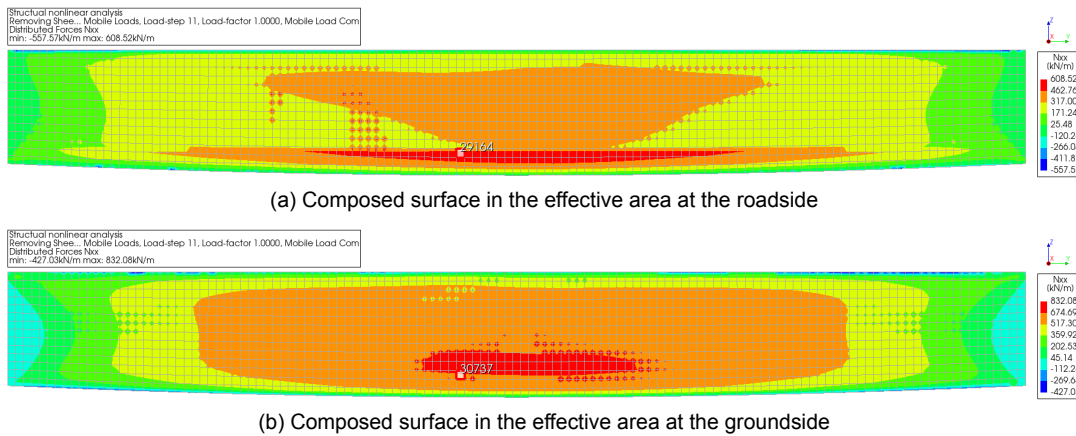 Structual nonlinear analysis
Removing Shee... Mobile Loads, Load-step 11, Load-factor 1.0000, Mobile Load Com
Distributed Forces Nxx
min: -557.57kN/m max: 608.52kN/m
Z
X Y
Nxx
(kN/m)
608.52
462.76
317.00
171.24
25.48
-120.2
-266.0
-411.8
-557.5
29164
(a) Composed surface in the effective area at the roadside
Structual nonlinear analysis
Removing Shee... Mobile Loads, Load-step 11, Load-factor 1.0000, Mobile Load Com
Distributed Forces Nxx
min: -427.03kN/m max: 832.08kN/m
Z
X Y
Nxx
(kN/m)
832.08
674.69
517.30
359.92
202.53
45.14
-112.2
-269.6
-427.0
30737
(b) Composed surface in the effective area at the groundside